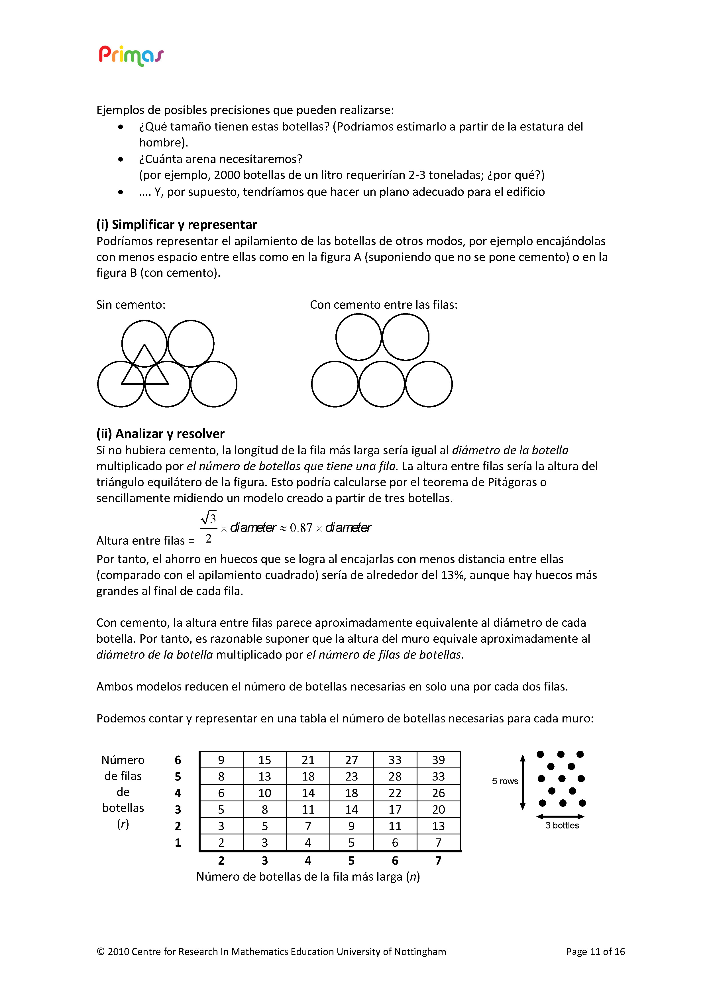 Primas
Ejemplos de posibles precisiones que pueden realizarse:
• ¿Qué tamaño tienen estas botellas? (Podríamos estimarlo a partir de la estatura del
hombre).
• ¿Cuánta arena necesitaremos?
(por ejemplo, 2000 botellas de un litro requerirían 2-3 toneladas; ¿por qué?)
• .... Y, por supuesto, tendríamos que hacer un plano adecuado para el edificio
(i) Simplificar y representar
Podríamos representar el apilamiento de las botellas de otros modos, por ejemplo encajándolas
con menos espacio entre ellas como en la figura A (suponiendo que no se pone cemento) o en la
figura B (con cemento).
Sin cemento: Con cemento entre las filas:
(ii) Analizar y resolver
Si no hubiera cemento, la longitud de la fila más larga sería igual al diámetro de la botella
multiplicado por el número de botellas que tiene una fila. La altura entre filas sería la altura del
triángulo equilátero de la figura. Esto podría calcularse por el teorema de Pitágoras o
sencillamente midiendo un modelo creado a partir de tres botellas.
Altura entre filas = √3/2 × diameter ≈ 0.87 × diameter
Por tanto, el ahorro en huecos que se logra al encajarlas con menos distancia entre ellas
(comparado con el apilamiento cuadrado) sería de alrededor del 13%, aunque hay huecos más
grandes al final de cada fila.
Con cemento, la altura entre filas parece aproximadamente equivalente al diámetro de cada
botella. Por tanto, es razonable suponer que la altura del muro equivale aproximadamente al
diámetro de la botella multiplicado por el número de filas de botellas.
Ambos modelos reducen el número de botellas necesarias en solo una por cada dos filas.
Podemos contar y representar en una tabla el número de botellas necesarias para cada muro:
Número
de filas
de
botellas
(r)
6 9 15 21 27 33 39
5 8 13 18 23 28 33
4 6 10 14 18 22 26
3 5 8 11 14 17 20
2 3 5 7 9 11 13
1 2 3 4 5 6 7
2 3 4 5 6 7
Número de botellas de la fila más larga (n)
5 rows
3 bottles
© 2010 Centre for Research In Mathematics Education University of Nottingham Page 11 of 16